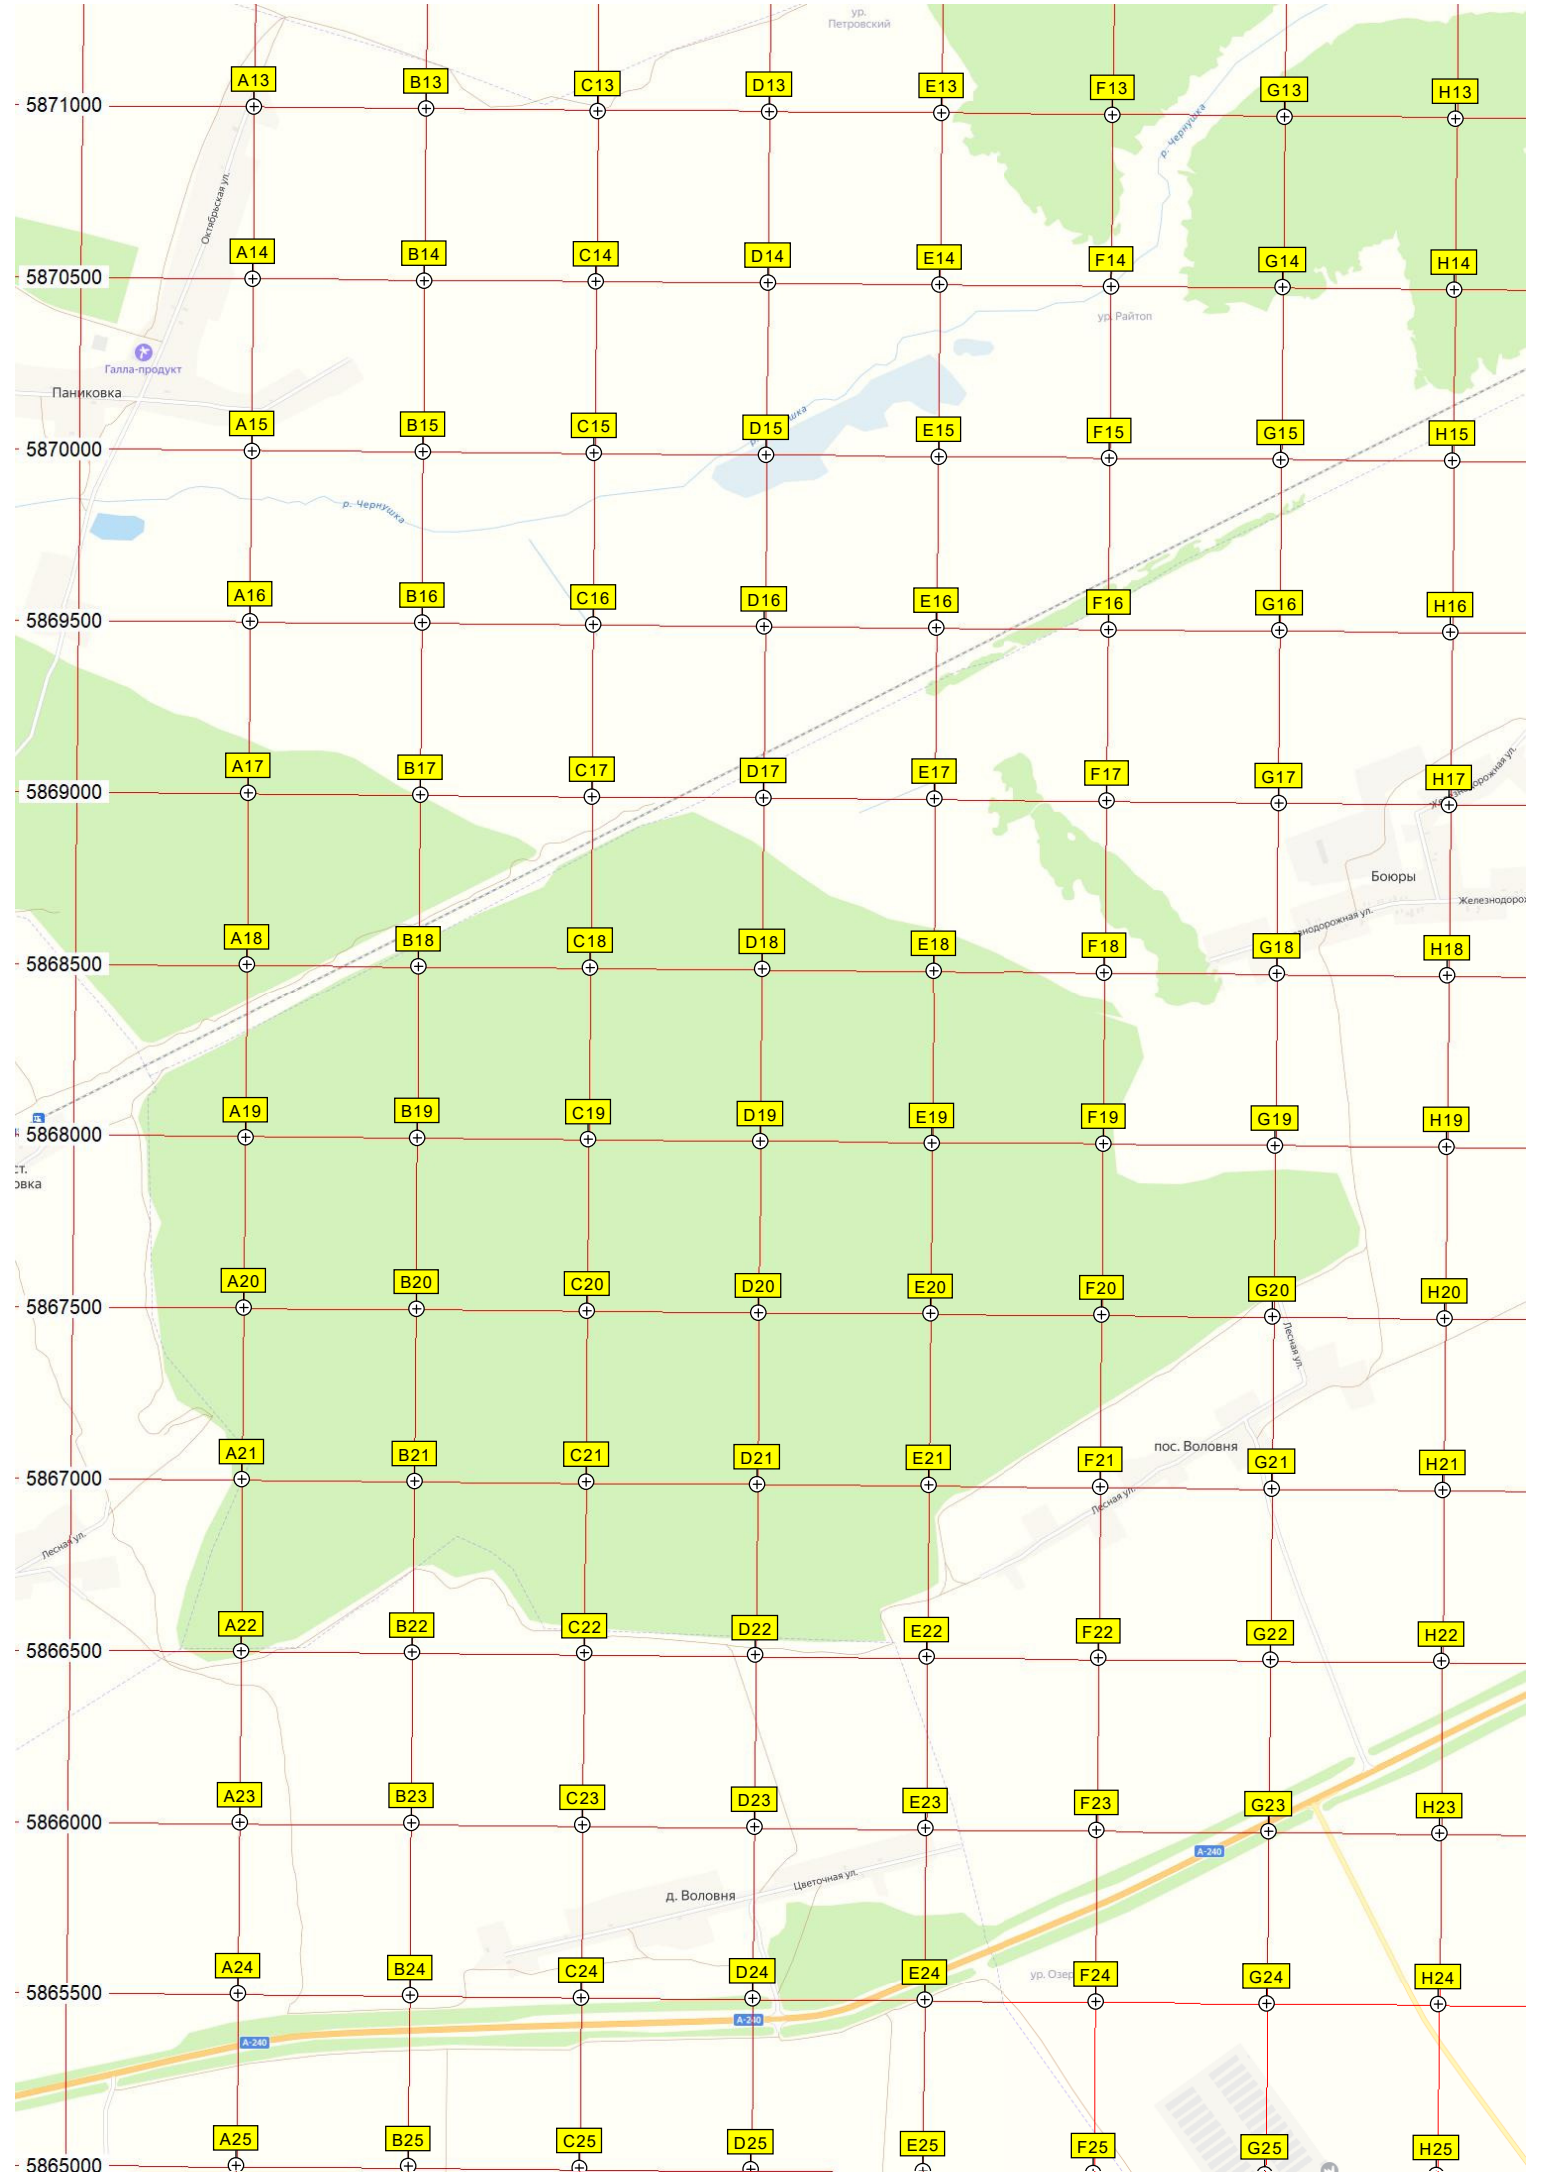 ур.
Петровский
A13 B13 C13 D13 E13 F13 G13 H13
5871000
р. Чернушка
Октябрьская ул.
A14 B14 C14 D14 E14 F14 G14 H14
5870500
ур. Райтоп
Галла-продукт
Паниковка
A15 B15 C15 D15 E15 F15 G15 H15
5870000
р. Чернушка
A16 B16 C16 D16 E16 F16 G16 H16
5869500
A17 B17 C17 D17 E17 F17 G17 H17
5869000
Боюры
A18 B18 C18 D18 E18 F18 G18 H18
5868500
A19 B19 C19 D19 E19 F19 G19 H19
5868000
ст.
овка
A20 B20 C20 D20 E20 F20 G20 H20
5867500
Лесная ул.
пос. Воловня
A21 B21 C21 D21 E21 F21 G21 H21
5867000
Лесная ул.
Лесная ул.
A22 B22 C22 D22 E22 F22 G22 H22
5866500
A23 B23 C23 D23 E23 F23 G23 H23
5866000
А-240
Цветочная ул.
д. Воловня
A24 B24 C24 D24 E24 F24 G24 H24
ур. Озер
5865500
А-240
А-240
A25 B25 C25 D25 E25 F25 G25 H25
5865000